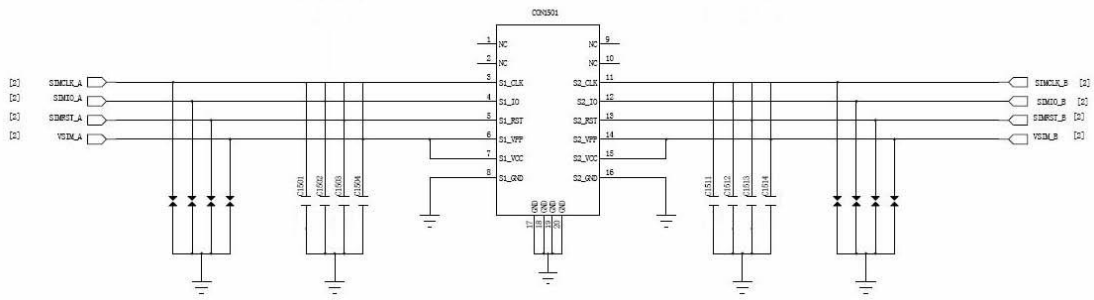 CON1501
1 NC NC 9
2 NC NC 10
[2] SIMCLK_A 3 S1_CLK S2_CLK 11 SIMCLK_B [2]
[2] SIMIO_A 4 S1_IO S2_IO 12 SIMIO_B [2]
[2] SIMRST_A 5 S1_RST S2_RST 13 SIMRST_B [2]
[2] VSIM_A 6 S1_VPP S2_VPP 14 VSIM_B [2]
7 S1_VCC S2_VCC 15
8 S1_GND S2_GND 16
C1501 C1502 C1503 C1504
C1511 C1512 C1513 C1514
GND GND GND GND
17 18 19 20